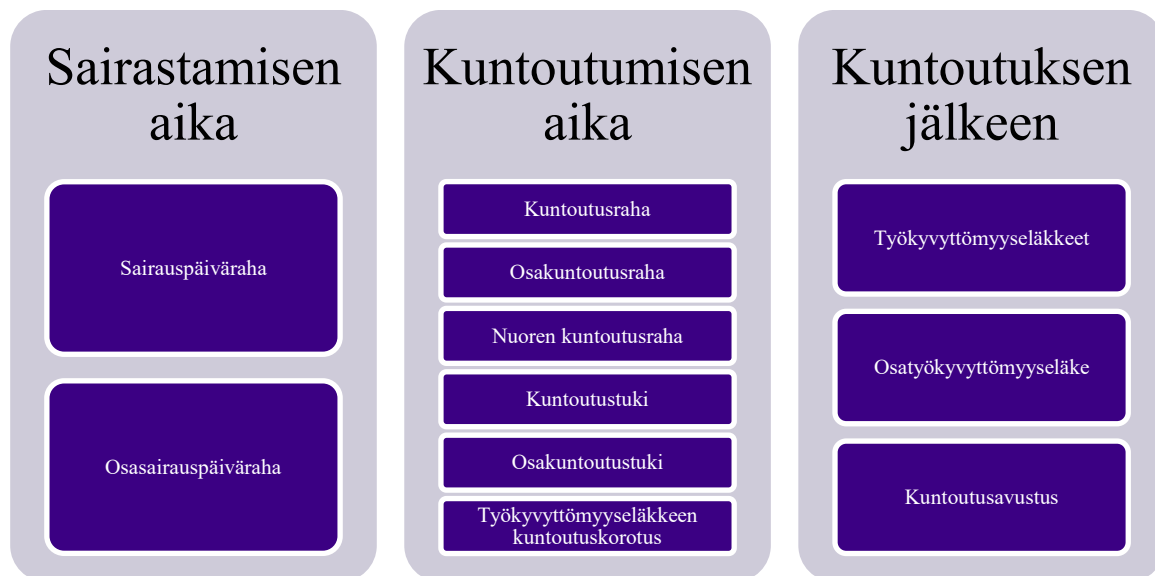 Sairastamisen
aika
Sairauspäiväraha
Osasairauspäiväraha
Kuntoutumisen
aika
Kuntoutusraha
Osakuntoutusraha
Nuoren kuntoutusraha
Kuntoutustuki
Osakuntoutustuki
Työkyvyttömyyseläkkeen
kuntoutuskorotus
Kuntoutuksen
jälkeen
Työkyvyttömyyseläkkeet
Osatyökyvyttömyyseläke
Kuntoutusavustus